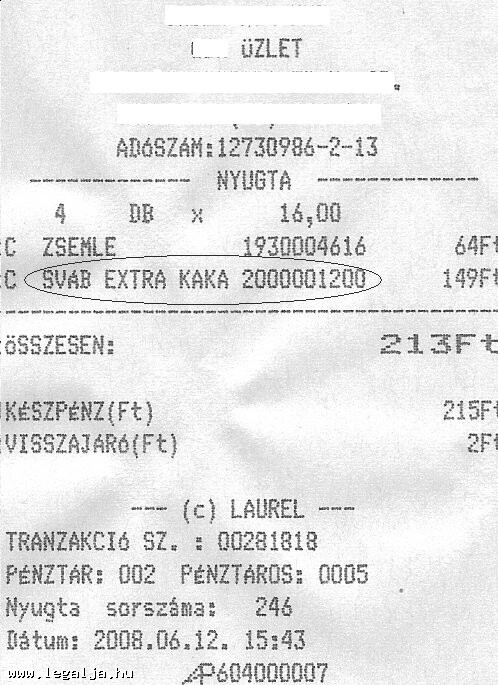 ÜZLET
ADóSZÁM:12730986-2-13
NYUGTA
4 DB x 16,00
C ZSEMLE 1930004616 64Ft
C SVÁB EXTRA KAKA 2000001200 149Ft
öSSZESEN: 213Ft
KéSZPéNZ(Ft) 215Ft
VISSZAJÁRó(Ft) 2Ft
--- (c) LAUREL ---
TRANZAKCIó SZ. : 00281818
PéNZTÁR: 002 PéNZTÁROS: 0005
Nyugta sorszáma: 246
Dátum: 2008.06.12. 15:43
www.legalja.hu
AP604000007